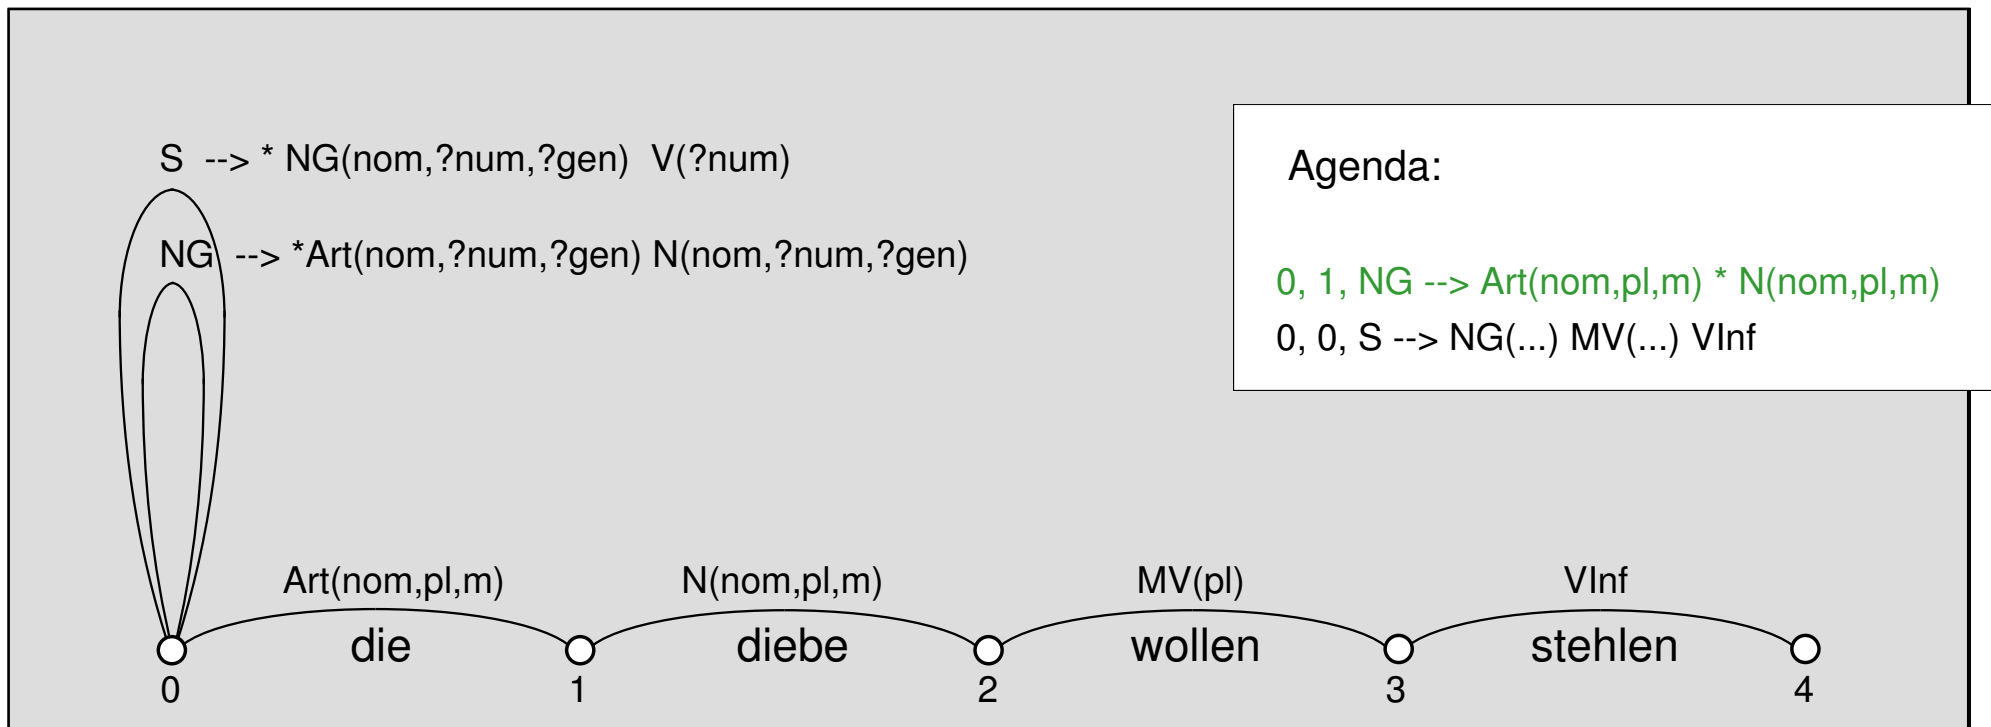 S --> * NG(nom,?num,?gen) V(?num)
NG --> *Art(nom,?num,?gen) N(nom,?num,?gen)
Agenda:
0, 1, NG --> Art(nom,pl,m) * N(nom,pl,m)
0, 0, S --> NG(...) MV(...) VInf
Art(nom,pl,m) N(nom,pl,m) MV(pl) VInf
die diebe wollen stehlen
0 1 2 3 4